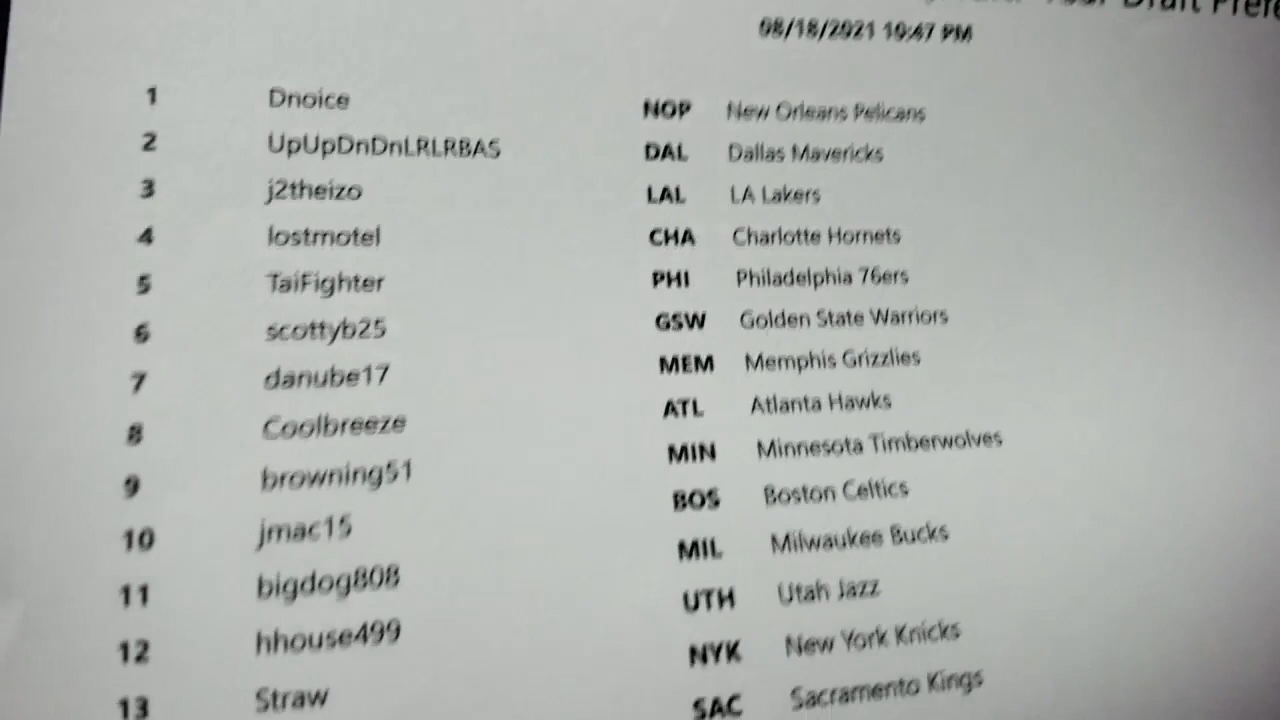 Draft
08/18/2021 10:47 PM
1 Dnoice NOP New Orleans Pelicans
2 UpUpDnDnLRLRBAS DAL Dallas Mavericks
3 j2theizo LAL LA Lakers
4 lostmotel CHA Charlotte Hornets
5 TaiFighter PHI Philadelphia 76ers
6 scottyb25 GSW Golden State Warriors
7 danube17 MEM Memphis Grizzlies
8 Coolbreeze ATL Atlanta Hawks
9 browning51 MIN Minnesota Timberwolves
10 jmac15 BOS Boston Celtics
11 bigdog808 MIL Milwaukee Bucks
12 hhouse499 UTH Utah Jazz
13 Straw NYK New York Knicks
SAC Sacramento Kings